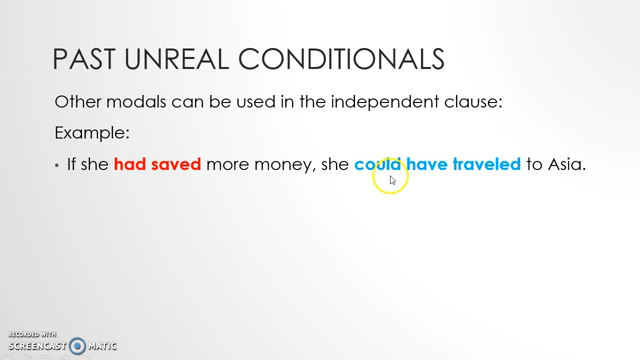 PAST UNREAL CONDITIONALS
Other modals can be used in the independent clause:
Example:
• If she had saved more money, she could have traveled to Asia.
RECORDED WITH
SCREENCAST MATIC